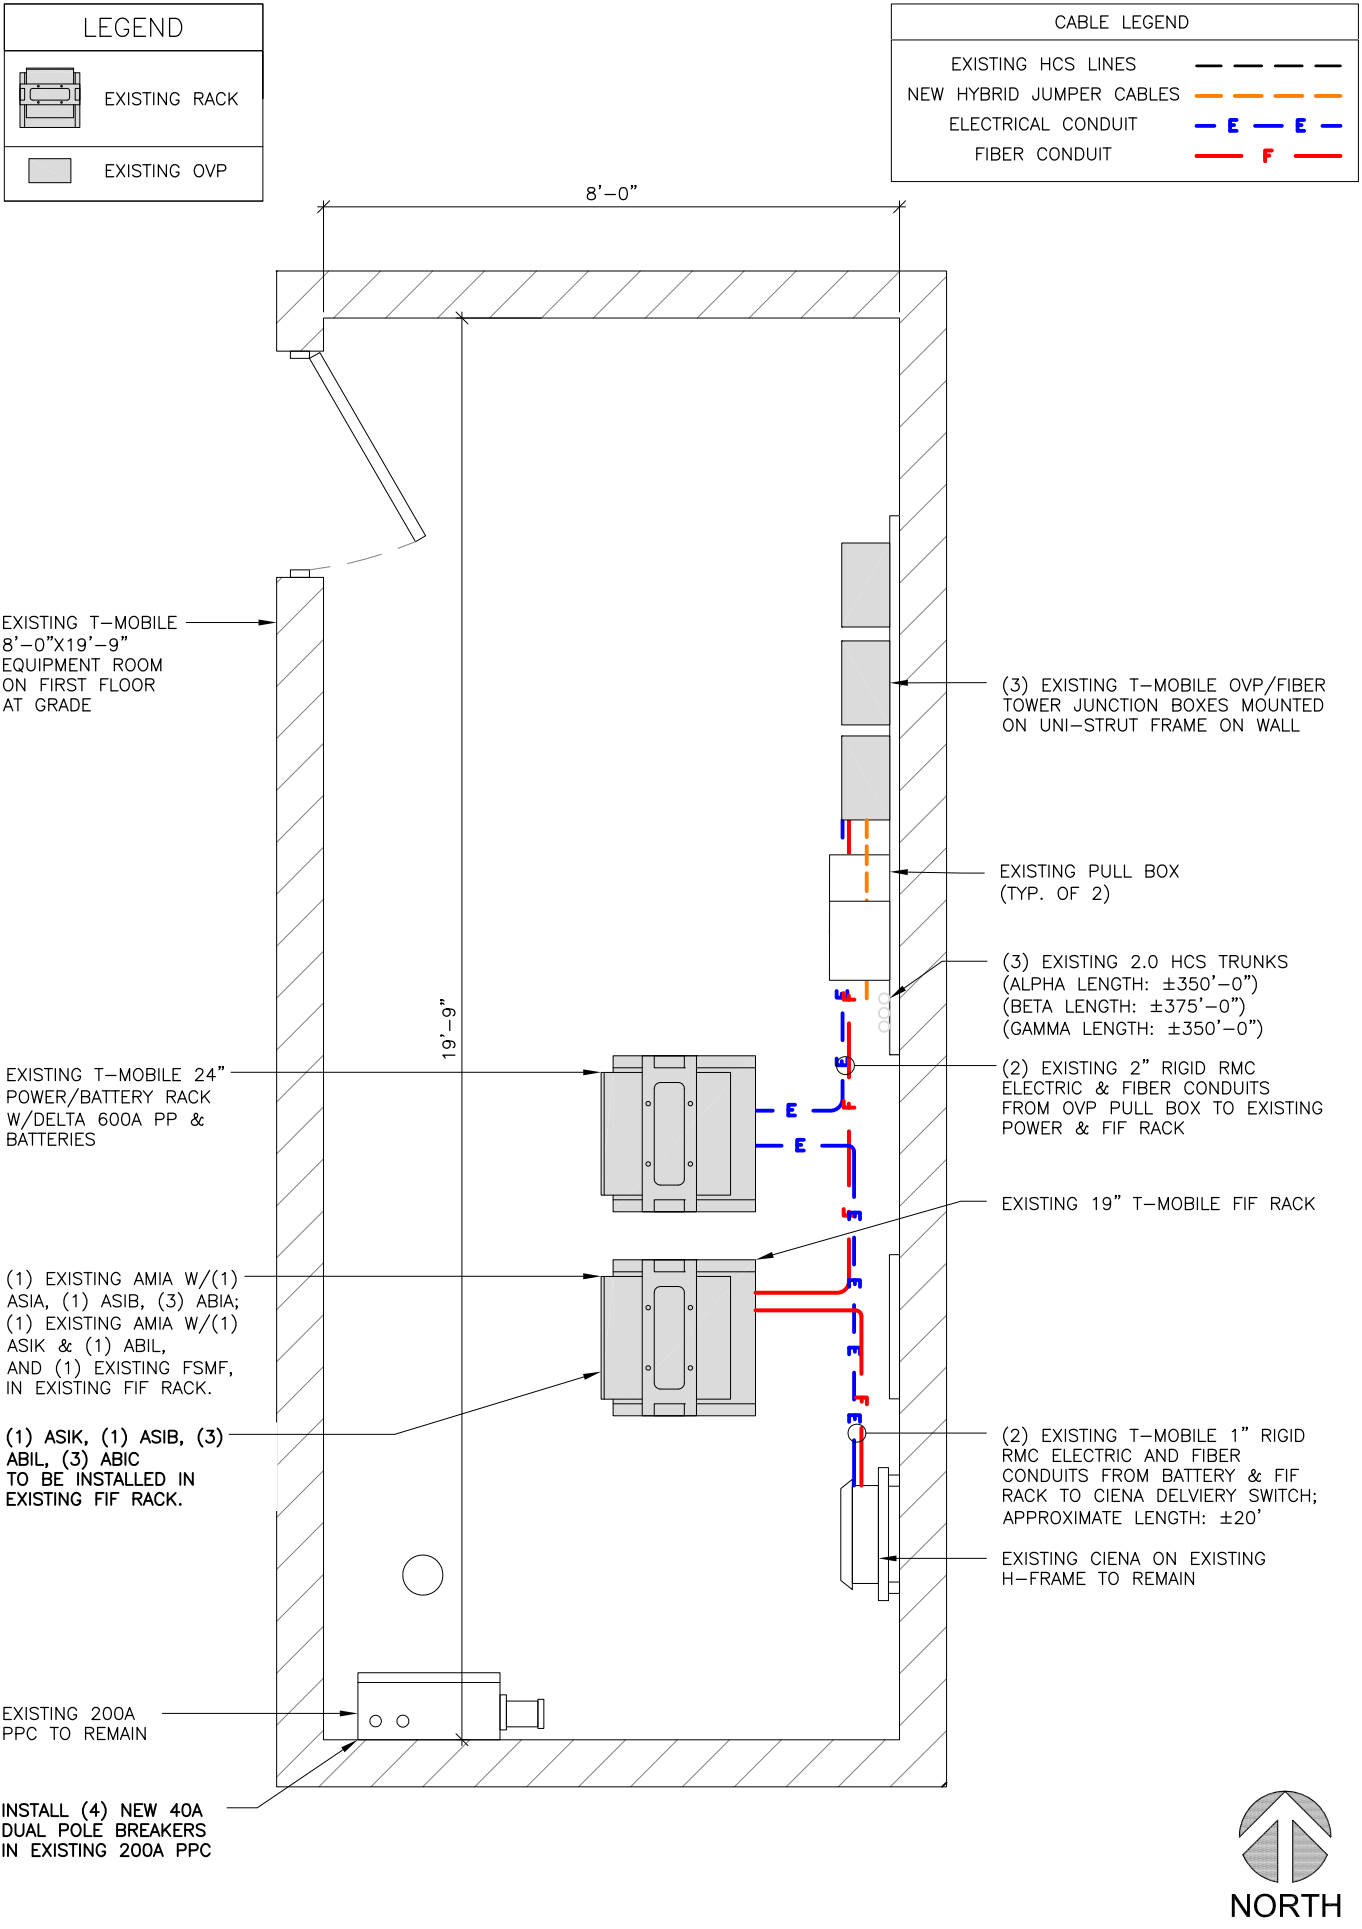 LEGEND
EXISTING RACK
EXISTING OVP
CABLE LEGEND
EXISTING HCS LINES
NEW HYBRID JUMPER CABLES
ELECTRICAL CONDUIT
E E
FIBER CONDUIT
F
8'-0"
19'-9"
EXISTING T-MOBILE
8'-0"X19'-9"
EQUIPMENT ROOM
ON FIRST FLOOR
AT GRADE
(3) EXISTING T-MOBILE OVP/FIBER
TOWER JUNCTION BOXES MOUNTED
ON UNI-STRUT FRAME ON WALL
EXISTING PULL BOX
(TYP. OF 2)
(3) EXISTING 2.0 HCS TRUNKS
(ALPHA LENGTH: ±350'-0")
(BETA LENGTH: ±375'-0")
(GAMMA LENGTH: ±350'-0")
EXISTING T-MOBILE 24"
POWER/BATTERY RACK
W/DELTA 600A PP &
BATTERIES
(2) EXISTING 2" RIGID RMC
ELECTRIC & FIBER CONDUITS
FROM OVP PULL BOX TO EXISTING
POWER & FIF RACK
E
F
E
F
E
E
F
E
E
E
F
E
EXISTING 19" T-MOBILE FIF RACK
(1) EXISTING AMIA W/(1)
ASIA, (1) ASIB, (3) ABIA;
(1) EXISTING AMIA W/(1)
ASIK & (1) ABIL,
AND (1) EXISTING FSMF,
IN EXISTING FIF RACK.
(1) ASIK, (1) ASIB, (3)
ABIL, (3) ABIC
TO BE INSTALLED IN
EXISTING FIF RACK.
(2) EXISTING T-MOBILE 1" RIGID
RMC ELECTRIC AND FIBER
CONDUITS FROM BATTERY & FIF
RACK TO CIENA DELVIERY SWITCH;
APPROXIMATE LENGTH: ±20'
EXISTING CIENA ON EXISTING
H-FRAME TO REMAIN
EXISTING 200A
PPC TO REMAIN
INSTALL (4) NEW 40A
DUAL POLE BREAKERS
IN EXISTING 200A PPC
NORTH